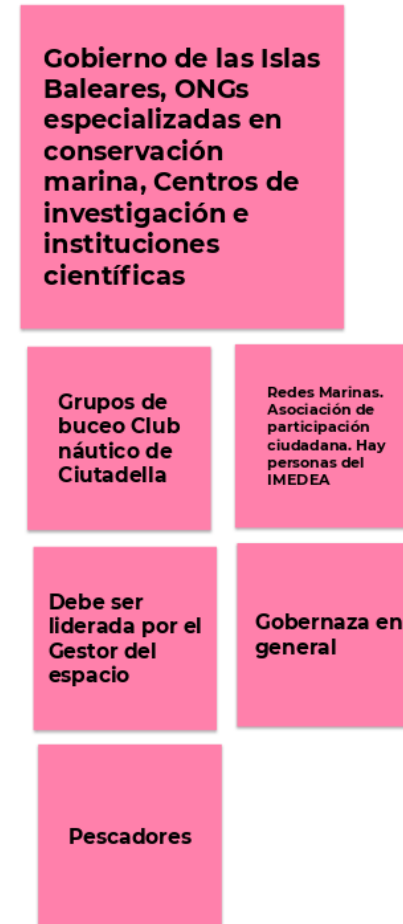 Gobierno de las Islas
Baleares, ONGs
especializadas en
conservación
marina, Centros de
investigación e
instituciones
científicas
Grupos de
buceo Club
náutico de
Ciutadella
Redes Marinas.
Asociación de
participación
ciudadana. Hay
personas del
IMEDEA
Debe ser
liderada por el
Gestor del
espacio
Gobernaza en
general
Pescadores